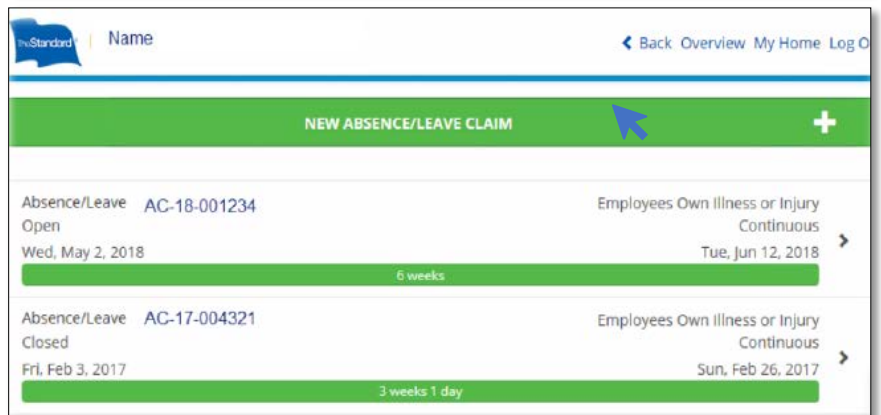 TheStandard Name Back Overview My Home Log O
NEW ABSENCE/LEAVE CLAIM
Absence/Leave AC-18-001234 Employees Own Illness or Injury
Open Continuous
Wed, May 2, 2018 Tue, Jun 12, 2018
6 weeks
Absence/Leave AC-17-004321 Employees Own Illness or Injury
Closed Continuous
Fri, Feb 3, 2017 Sun, Feb 26, 2017
3 weeks 1 day